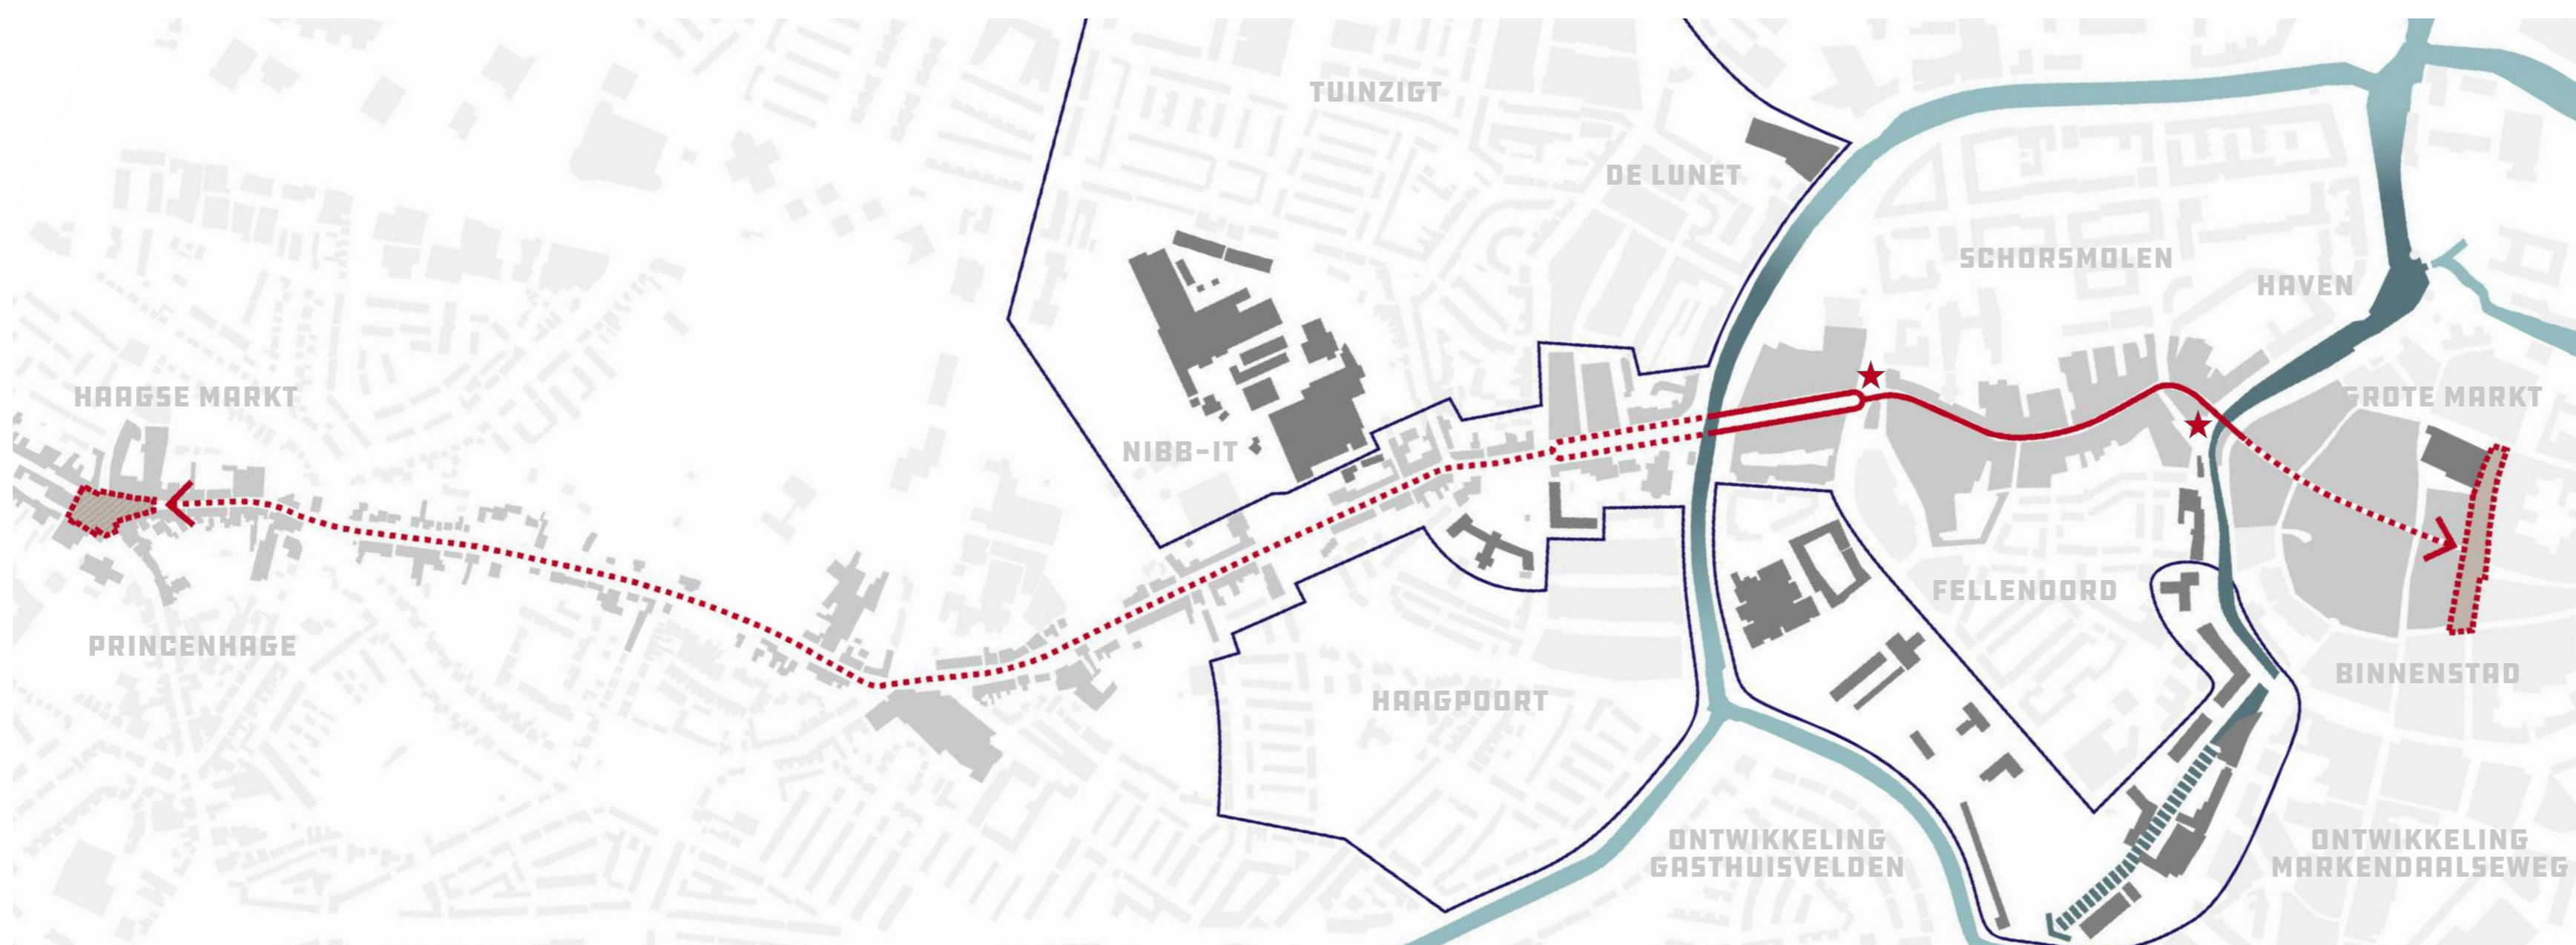 TUINZIGT
DE LUNET
SCHORSMOLEN
HAVEN
HAAGSE MARKT
GROTE MARKT
NIBB-IT
FELLENOORD
PRINCENHAGE
BINNENSTAD
HAAGPOORT
ONTWIKKELING
GASTHUISVELDEN
ONTWIKKELING
MARKENDAALSEWEG